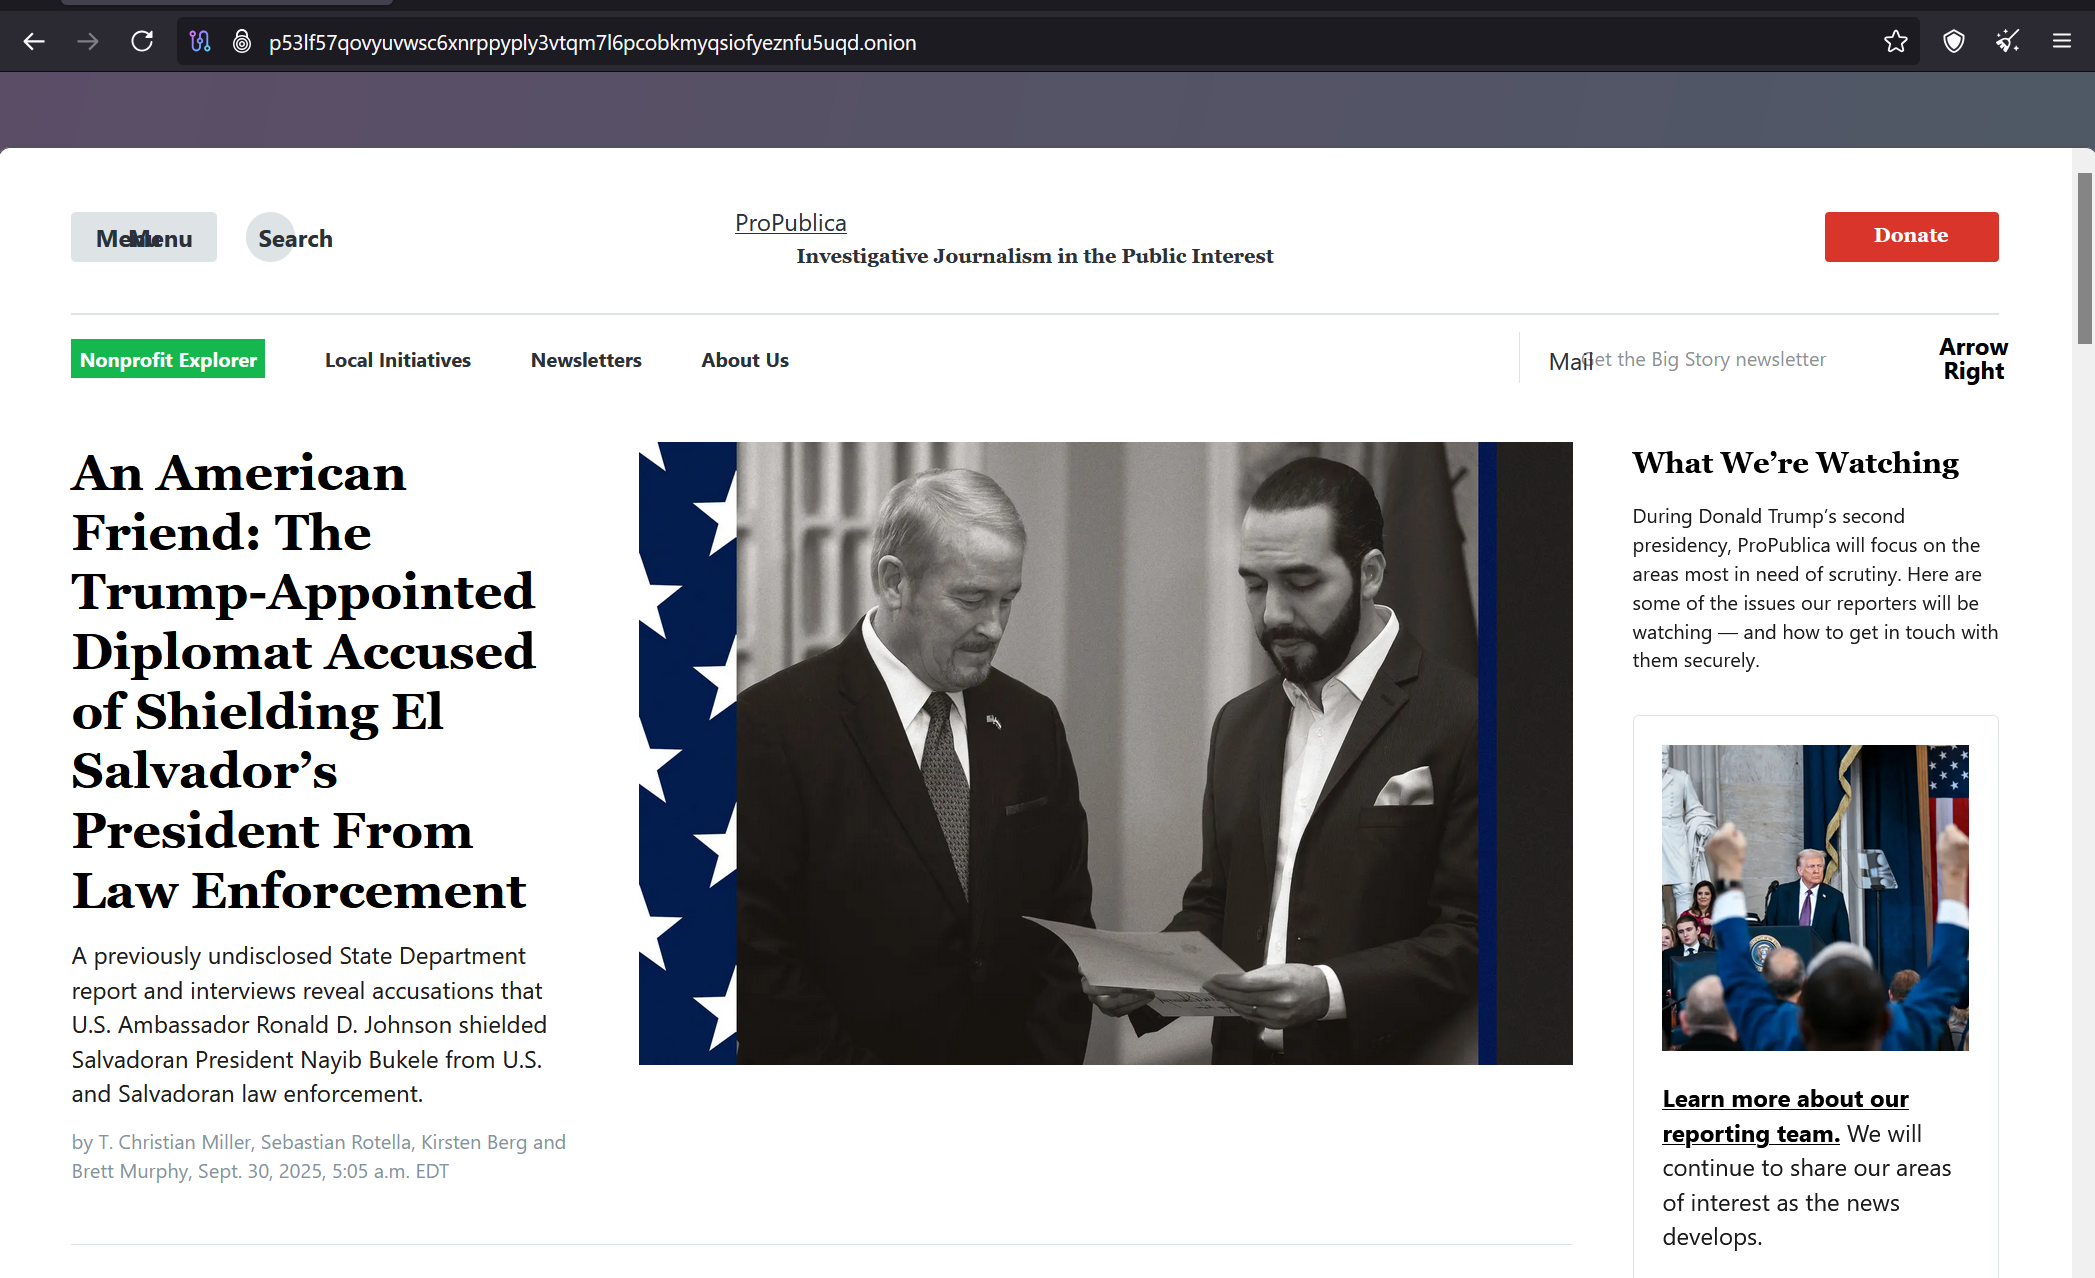 p53lf57qovyuvwsc6xnrppyply3vtqm7l6pcobkmyqsiofyeznfu5uqd.onion
Menu Menu
Search
ProPublica
Investigative Journalism in the Public Interest
Donate
Nonprofit Explorer
Local Initiatives
Newsletters
About Us
Mail
Get the Big Story newsletter
Arrow
Right
An American
Friend: The
Trump-Appointed
Diplomat Accused
of Shielding El
Salvador’s
President From
Law Enforcement
A previously undisclosed State Department
report and interviews reveal accusations that
U.S. Ambassador Ronald D. Johnson shielded
Salvadoran President Nayib Bukele from U.S.
and Salvadoran law enforcement.
by T. Christian Miller, Sebastian Rotella, Kirsten Berg and
Brett Murphy, Sept. 30, 2025, 5:05 a.m. EDT
What We’re Watching
During Donald Trump’s second
presidency, ProPublica will focus on the
areas most in need of scrutiny. Here are
some of the issues our reporters will be
watching — and how to get in touch with
them securely.
Learn more about our
reporting team. We will
continue to share our areas
of interest as the news
develops.